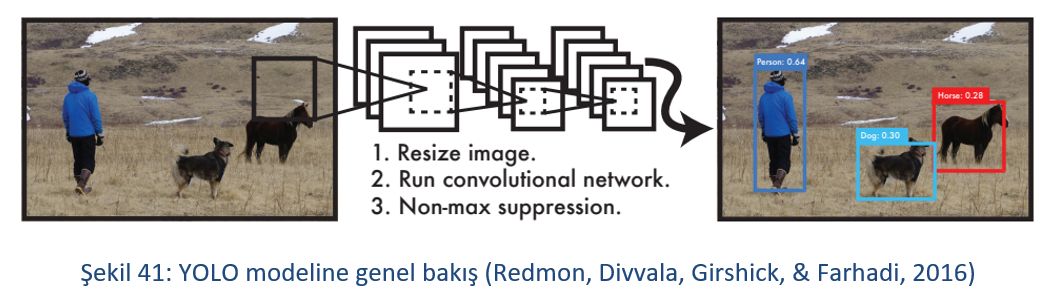 Person: 0.64
Horse: 0.28
Dog: 0.30
1. Resize image.
2. Run convolutional network.
3. Non-max suppression.
Şekil 41: YOLO modeline genel bakış (Redmon, Divvala, Girshick, & Farhadi, 2016)